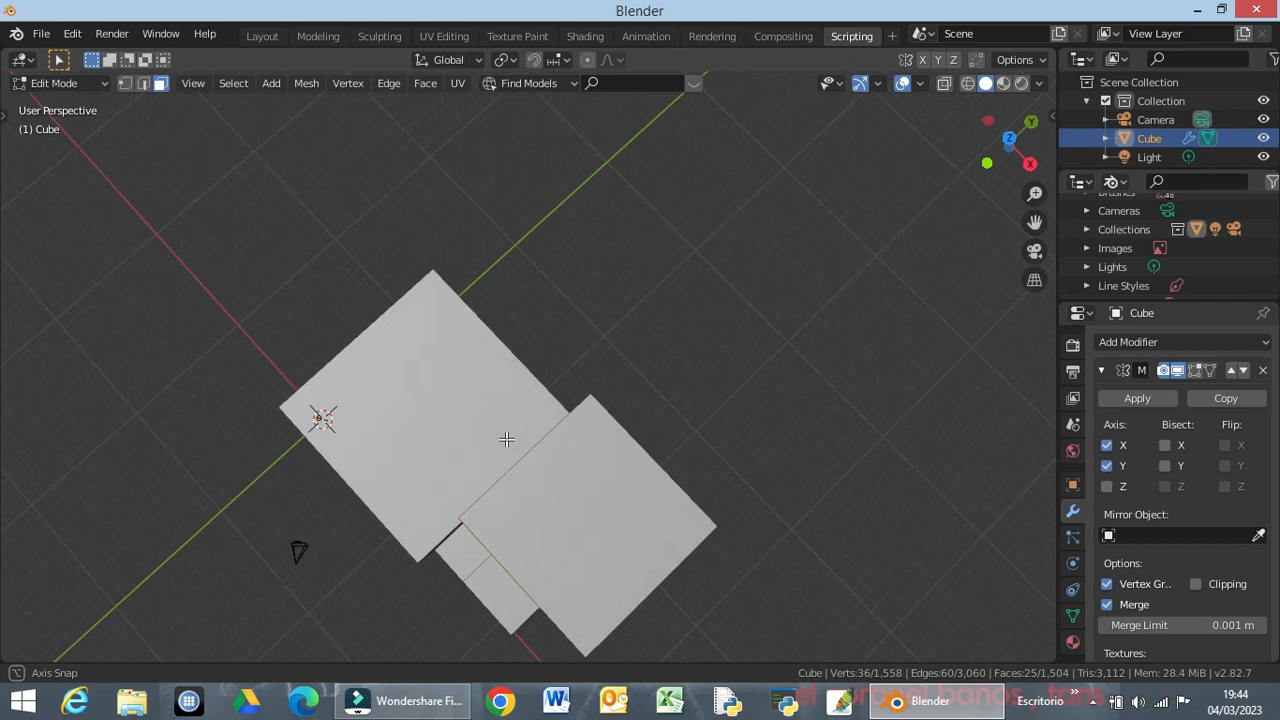 Blender
File Edit Render Window Help Layout Modeling Sculpting UV Editing Texture Paint Shading Animation Rendering Compositing Scripting + Scene View Layer
Global X Y Z Options
Edit Mode View Select Add Mesh Vertex Edge Face UV Find Models
User Perspective
(1) Cube
Y
Z
X
Scene Collection
Collection
Camera
Cube
Light
Brushes 48
Cameras
Collections
Images
Lights
Line Styles
Cube
Add Modifier
M
Apply Copy
Axis: Bisect: Flip:
X X X
Y Y Y
Z Z Z
Mirror Object:
Options:
Vertex Gr.. Clipping
Merge
Merge Limit 0.001 m
Textures:
Axis Snap Cube | Verts:36/1,558 | Edges:60/3,060 | Faces:25/1,504 | Tris:3,112 | Mem: 28.4 MiB | v2.82.7
Wondershare Fi... Blender Escritorio
19:44
04/03/2023